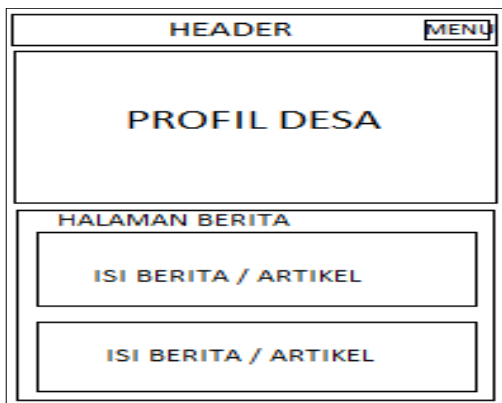 HEADER MENU
PROFIL DESA
HALAMAN BERITA
ISI BERITA / ARTIKEL
ISI BERITA / ARTIKEL